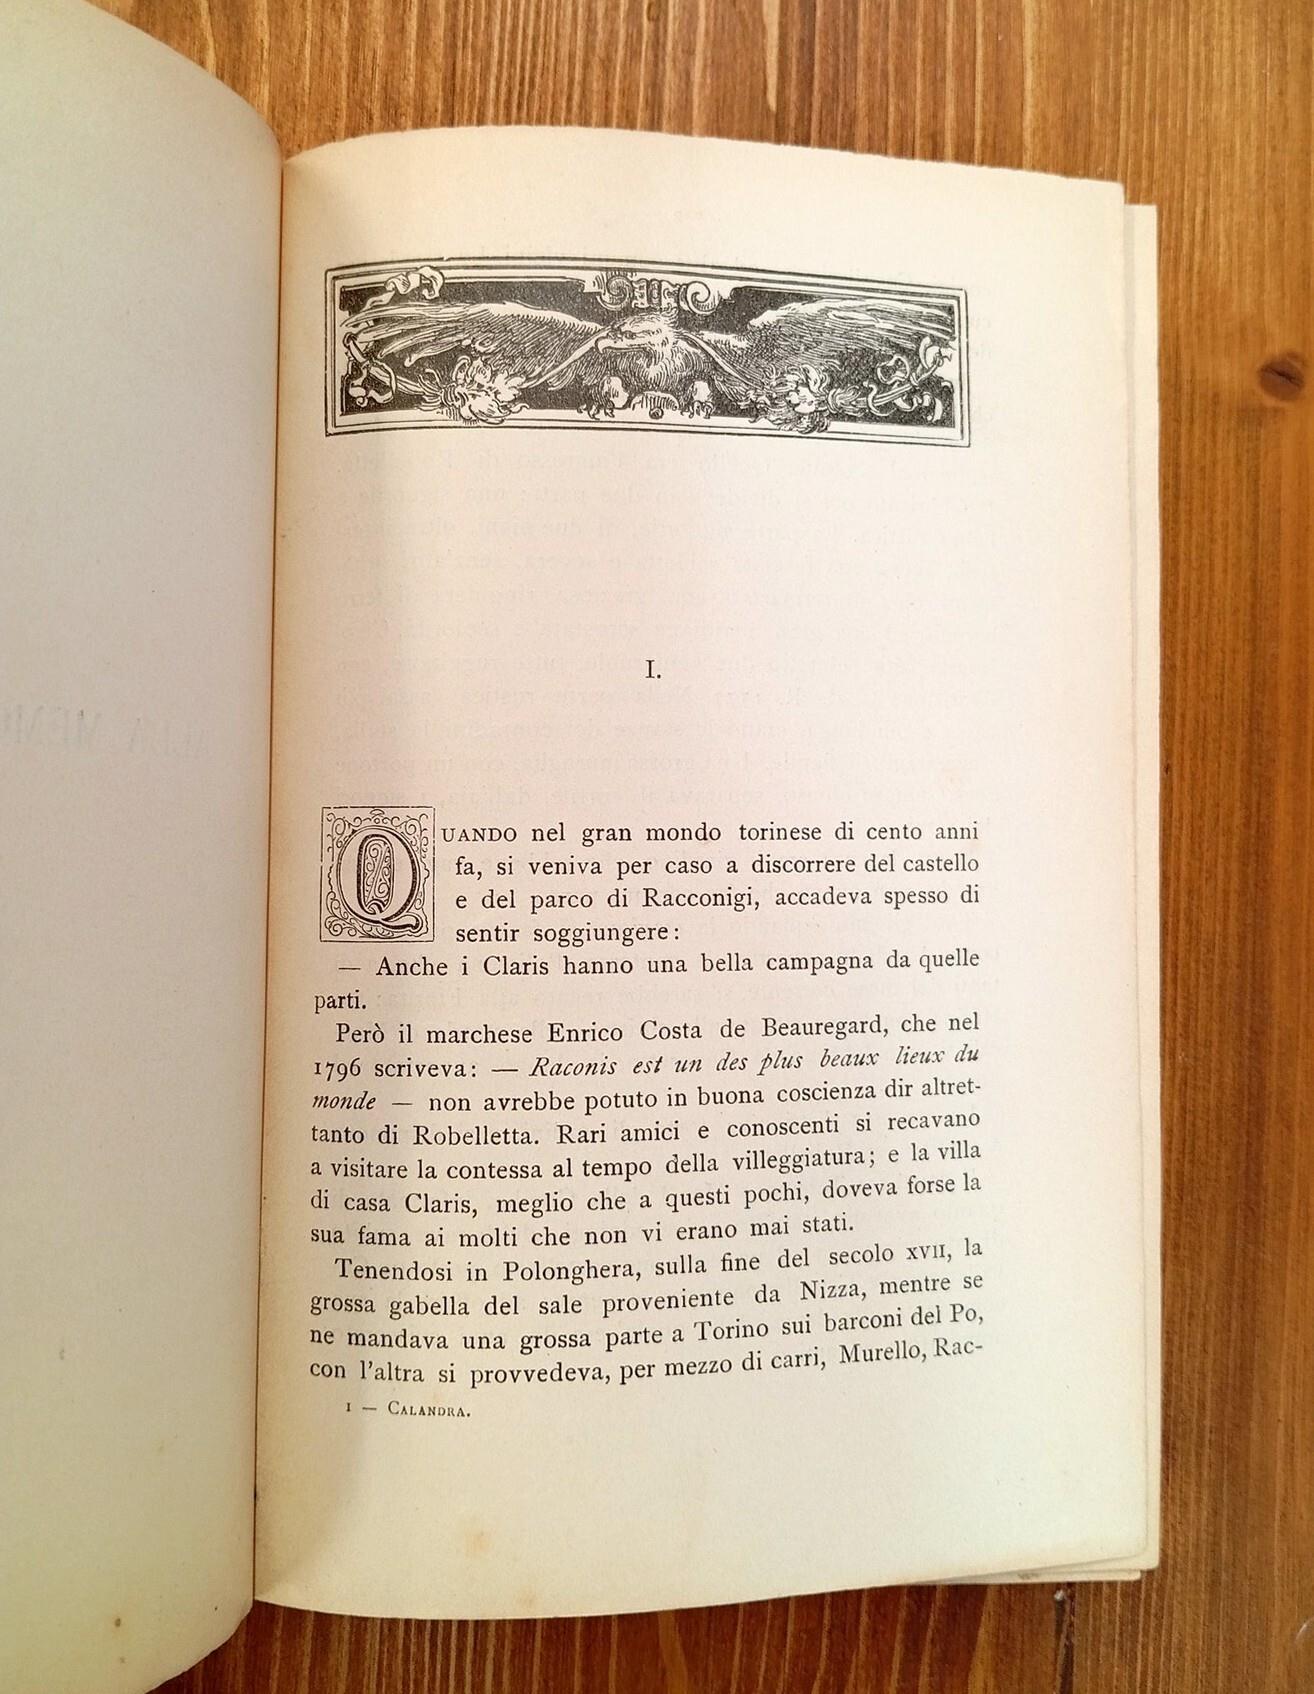 I.
QUANDO nel gran mondo torinese di cento anni
fa, si veniva per caso a discorrere del castello
e del parco di Racconigi, accadeva spesso di
sentir soggiungere:
— Anche i Claris hanno una bella campagna da quelle
parti.
Però il marchese Enrico Costa de Beauregard, che nel
1796 scriveva: — Raconis est un des plus beaux lieux du
monde — non avrebbe potuto in buona coscienza dir altret-
tanto di Robelletta. Rari amici e conoscenti si recavano
a visitare la contessa al tempo della villeggiatura; e la villa
di casa Claris, meglio che a questi pochi, doveva forse la
sua fama ai molti che non vi erano mai stati.
Tenendosi in Polonghera, sulla fine del secolo XVII, la
grossa gabella del sale proveniente da Nizza, mentre se
ne mandava una grossa parte a Torino sui barconi del Po,
con l'altra si provvedeva, per mezzo di carri, Murello, Rac-
1 — CALANDRA.